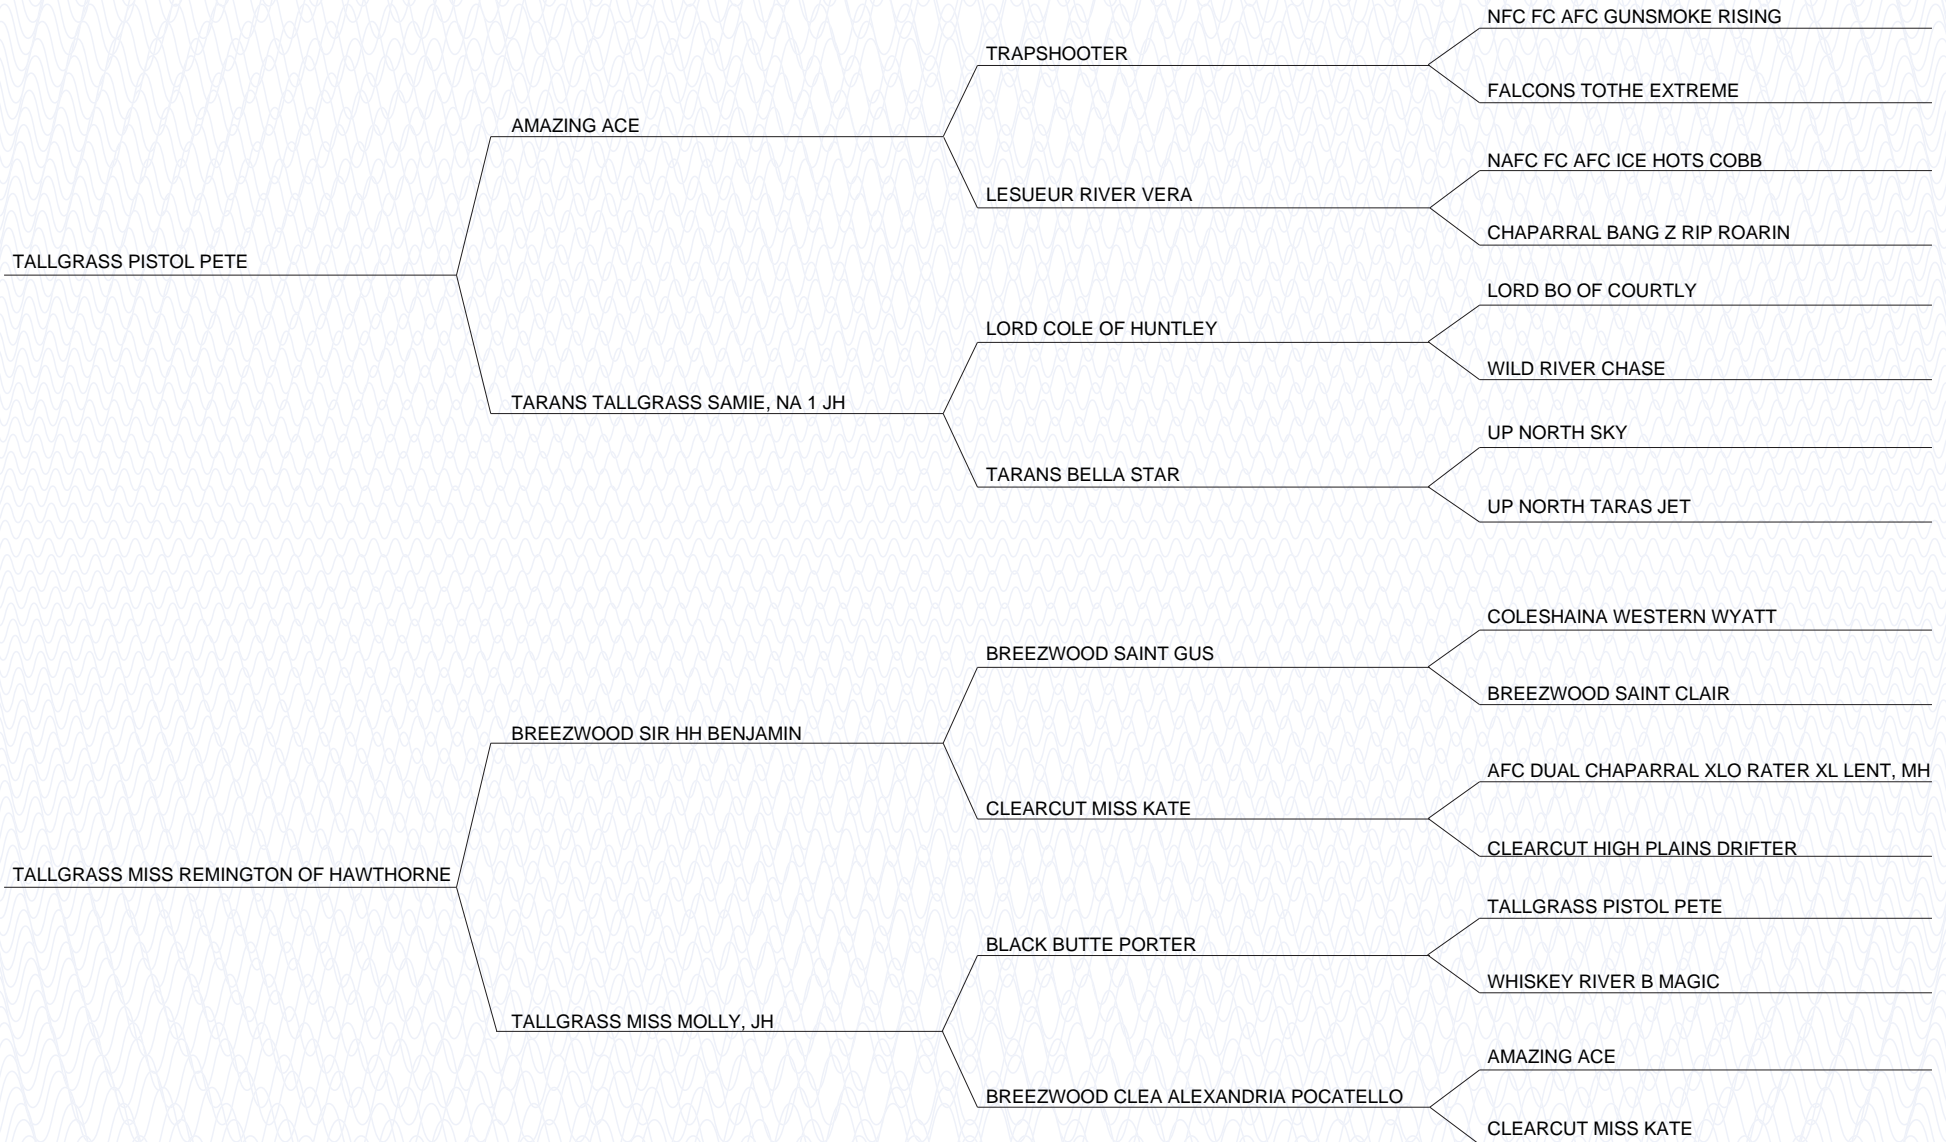 NFC FC AFC GUNSMOKE RISING
TRAPSHOOTER
FALCONS TOTHE EXTREME
AMAZING ACE
NAFC FC AFC ICE HOTS COBB
LESUEUR RIVER VERA
CHAPARRAL BANG Z RIP ROARIN
TALLGRASS PISTOL PETE
LORD BO OF COURTLY
LORD COLE OF HUNTLEY
WILD RIVER CHASE
TARANS TALLGRASS SAMIE, NA 1 JH
UP NORTH SKY
TARANS BELLA STAR
UP NORTH TARAS JET
COLESHAINA WESTERN WYATT
BREEZWOOD SAINT GUS
BREEZWOOD SAINT CLAIR
BREEZWOOD SIR HH BENJAMIN
AFC DUAL CHAPARRAL XLO RATER XL LENT, MH
CLEARCUT MISS KATE
CLEARCUT HIGH PLAINS DRIFTER
TALLGRASS MISS REMINGTON OF HAWTHORNE
TALLGRASS PISTOL PETE
BLACK BUTTE PORTER
WHISKEY RIVER B MAGIC
TALLGRASS MISS MOLLY, JH
AMAZING ACE
BREEZWOOD CLEA ALEXANDRIA POCATELLO
CLEARCUT MISS KATE